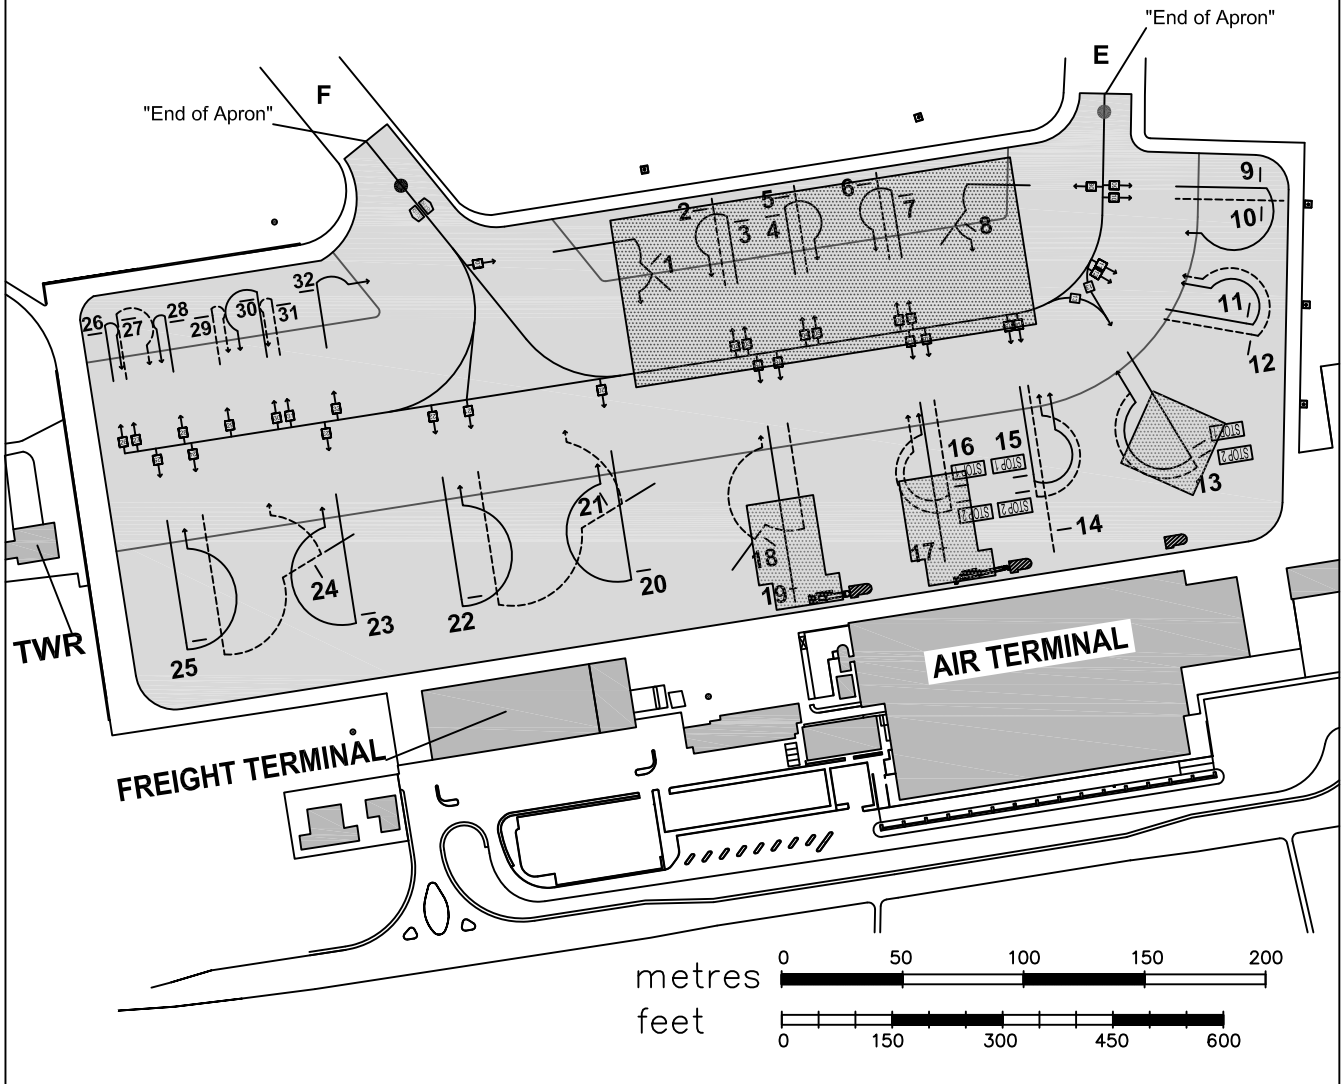 "End of Apron"
E
F
"End of Apron"
9
5
6
2
7
10
3
4
8
1
32
30
28
31
11
26
27
29
12
16
15
STOP 1
STOP 1
STOP 1
STOP 2
13
21
STOP 2
STOP 2
14
17
18
24
20
19
22
23
25
TWR
AIR TERMINAL
FREIGHT TERMINAL
0 50 100 150 200
metres
feet
0 150 300 450 600